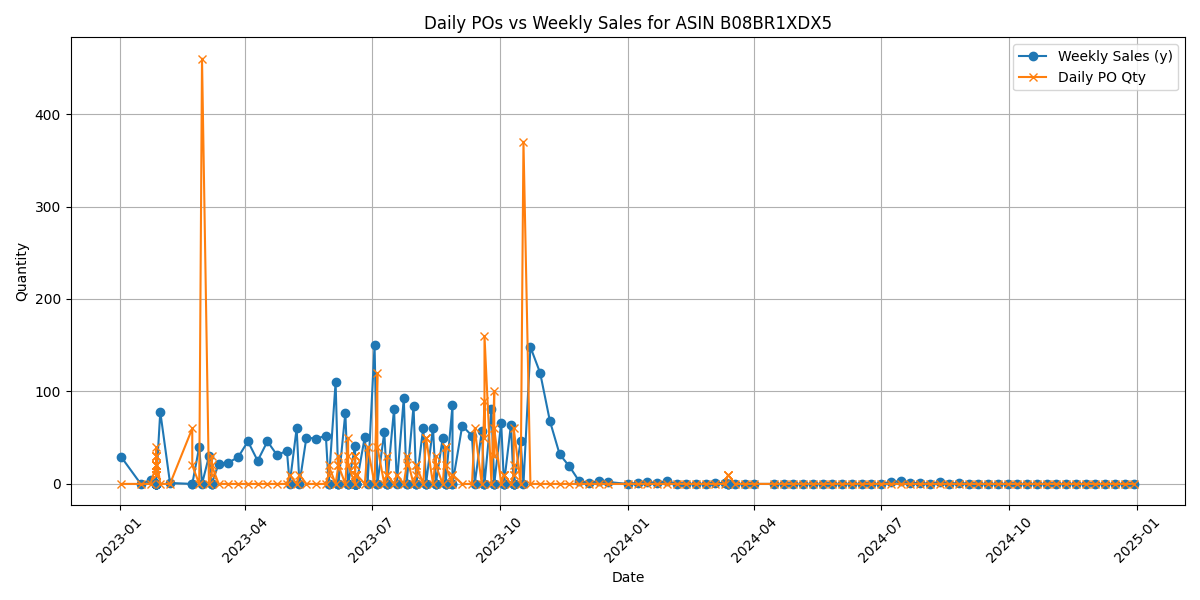 Daily POs vs Weekly Sales for ASIN B08BR1XDX5
Weekly Sales (y)
Daily PO Qty
Quantity
400
300
200
100
0
2023-01
2023-04
2023-07
2023-10
2024-01
2024-04
2024-07
2024-10
2025-01
Date